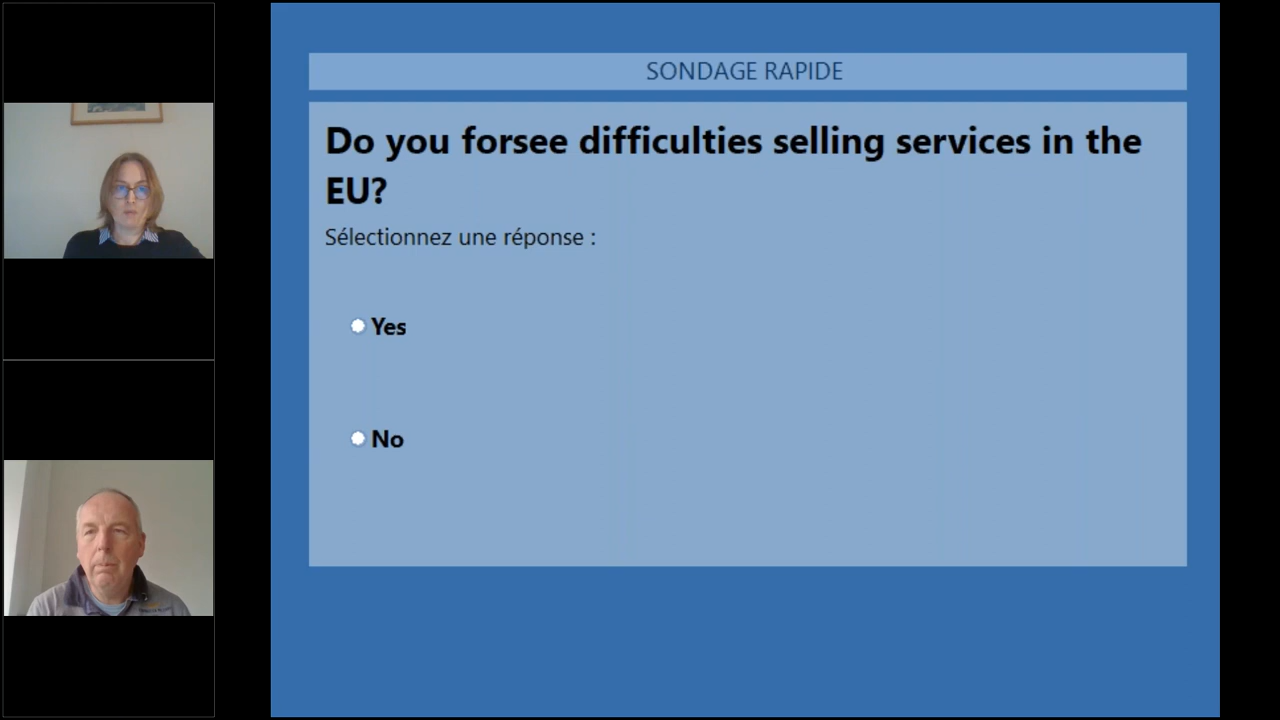 SONDAGE RAPIDE
Do you forsee difficulties selling services in the
EU?
Sélectionnez une réponse :
Yes
No